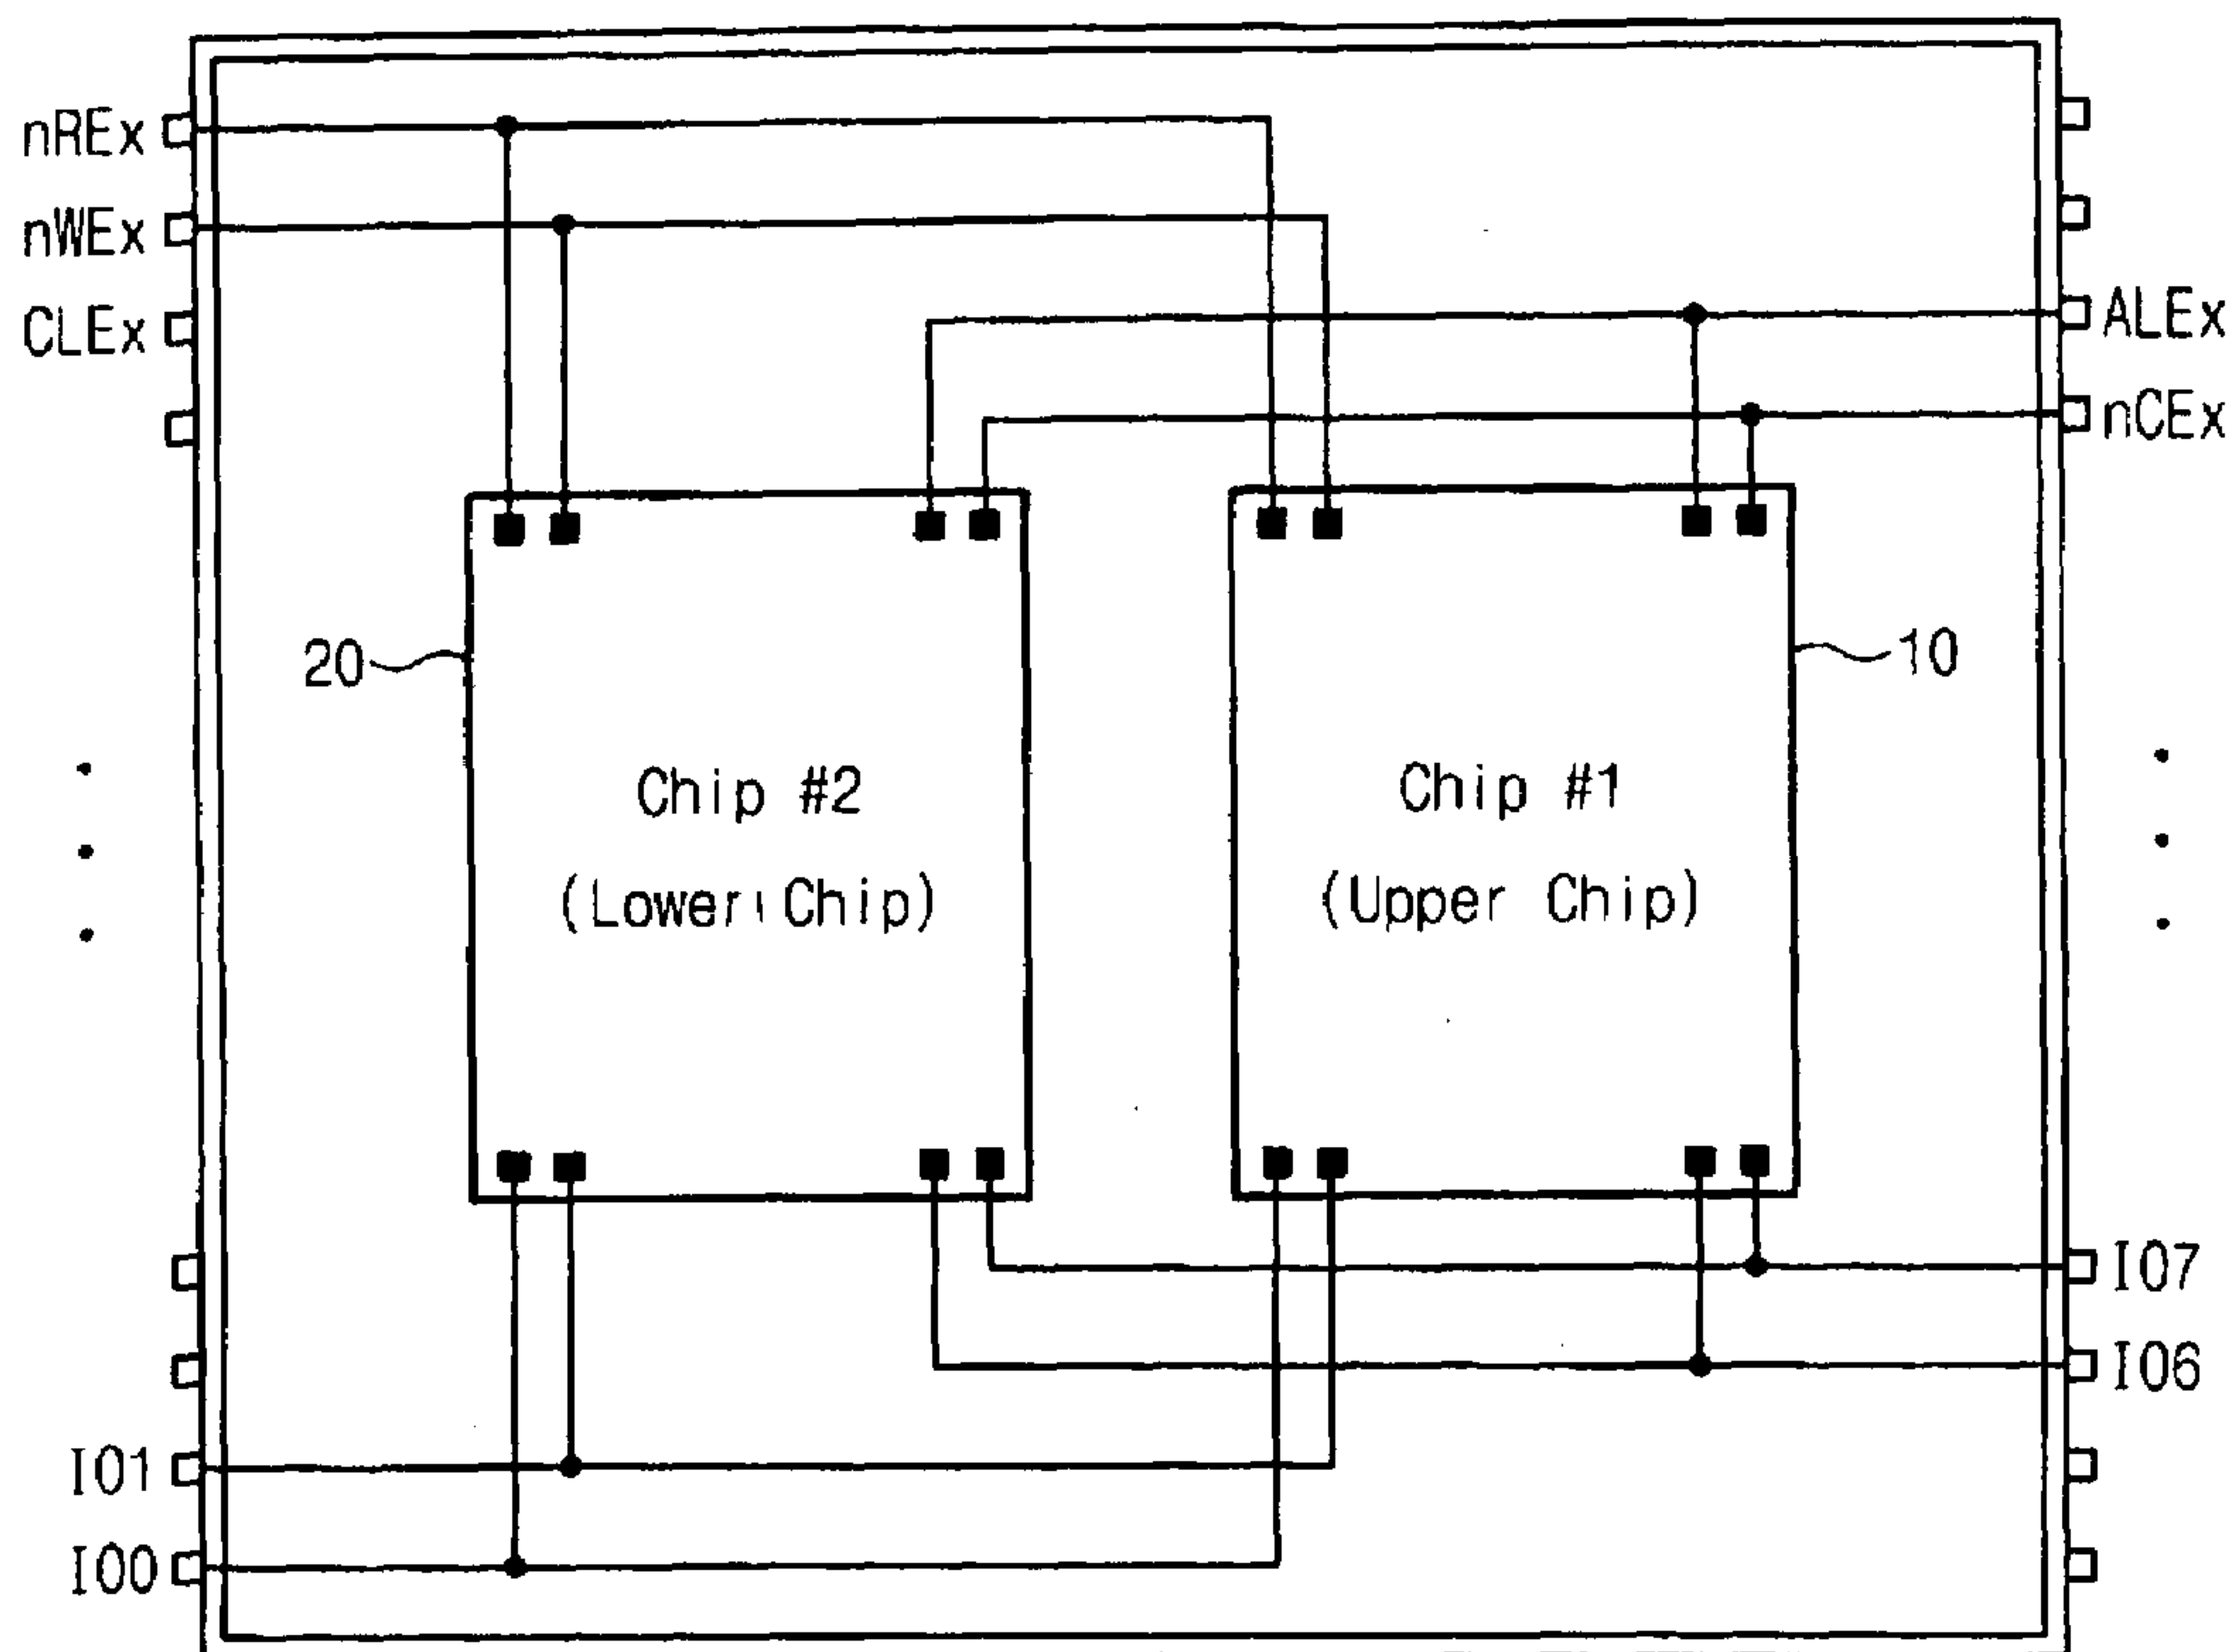 nREx
nWEx
CLEx
ALEx
nCEx
20
10
Chip #2
(Lower Chip)
Chip #1
(Upper Chip)
IO7
IO6
IO1
IO0